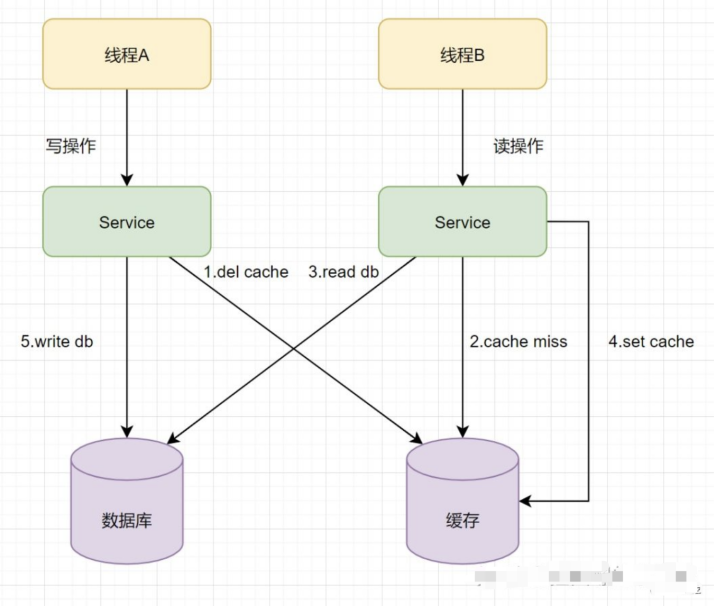 线程A
线程B
写操作
读操作
Service
Service
1.del cache
3.read db
5.write db
2.cache miss
4.set cache
数据库
缓存